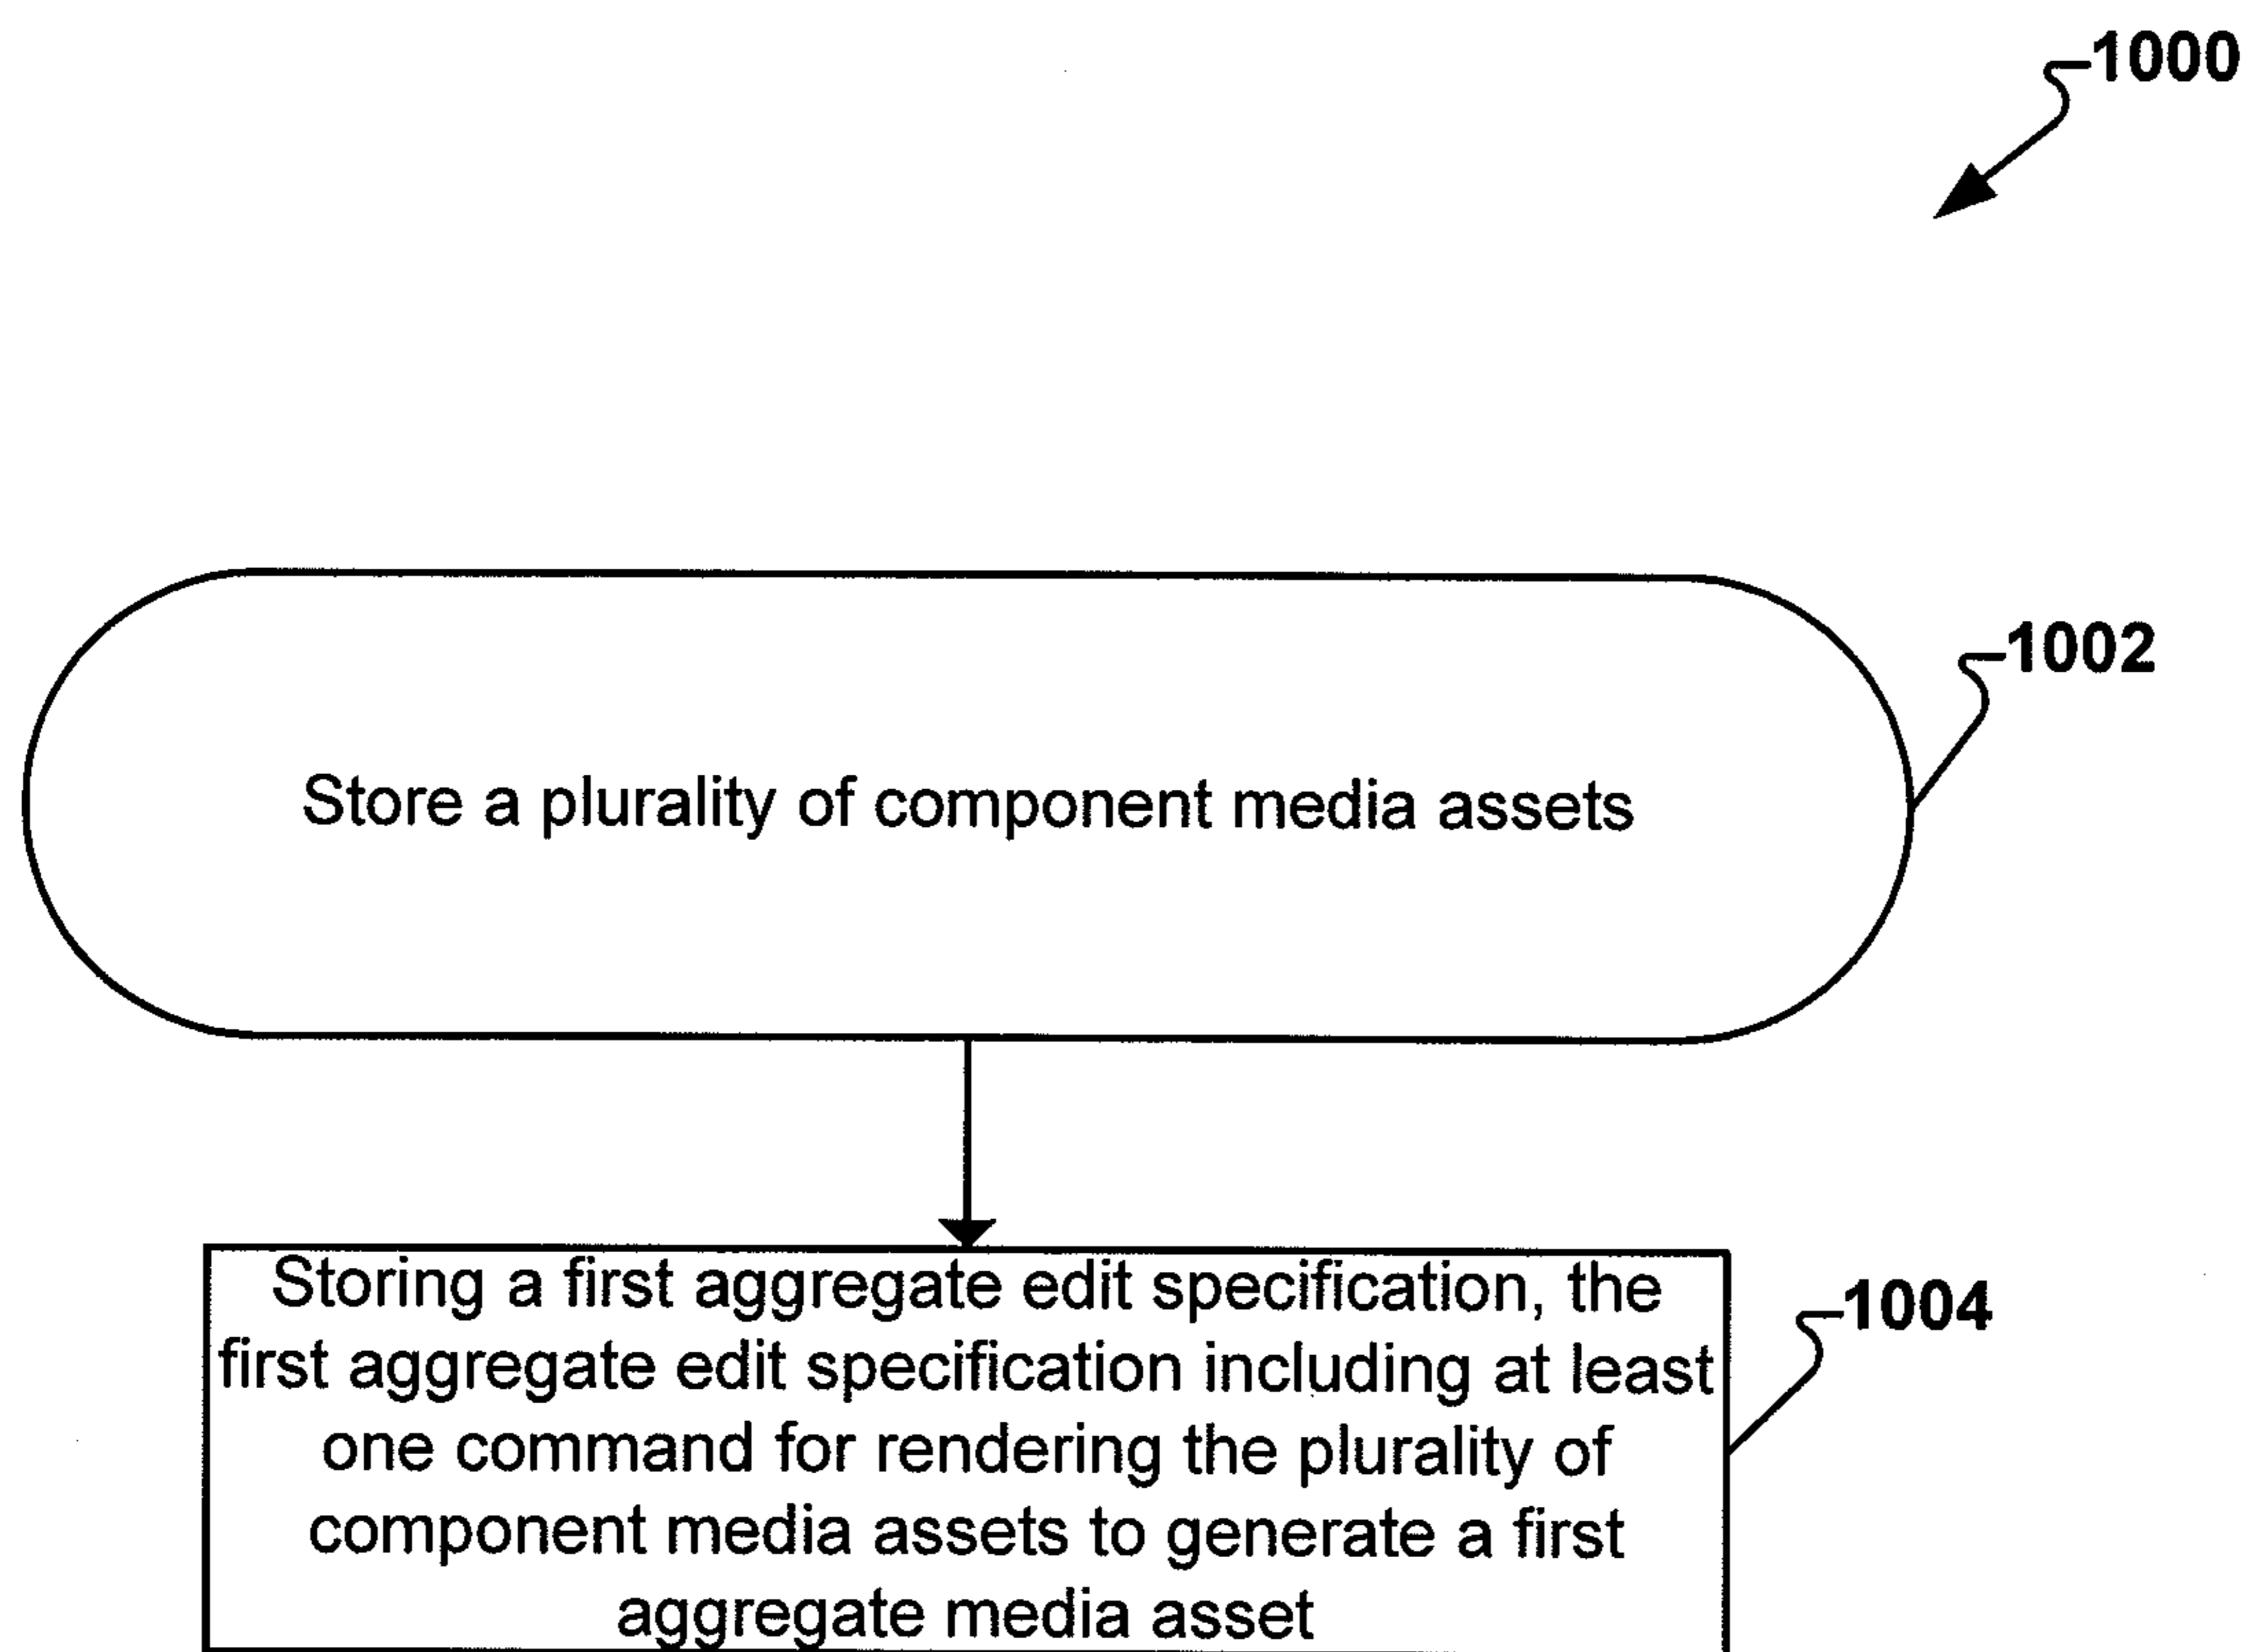 1000
1002
Store a plurality of component media assets
Storing a first aggregate edit specification, the
first aggregate edit specification including at least
1004
one command for rendering the plurality of
component media assets to generate a first
aggregate media asset